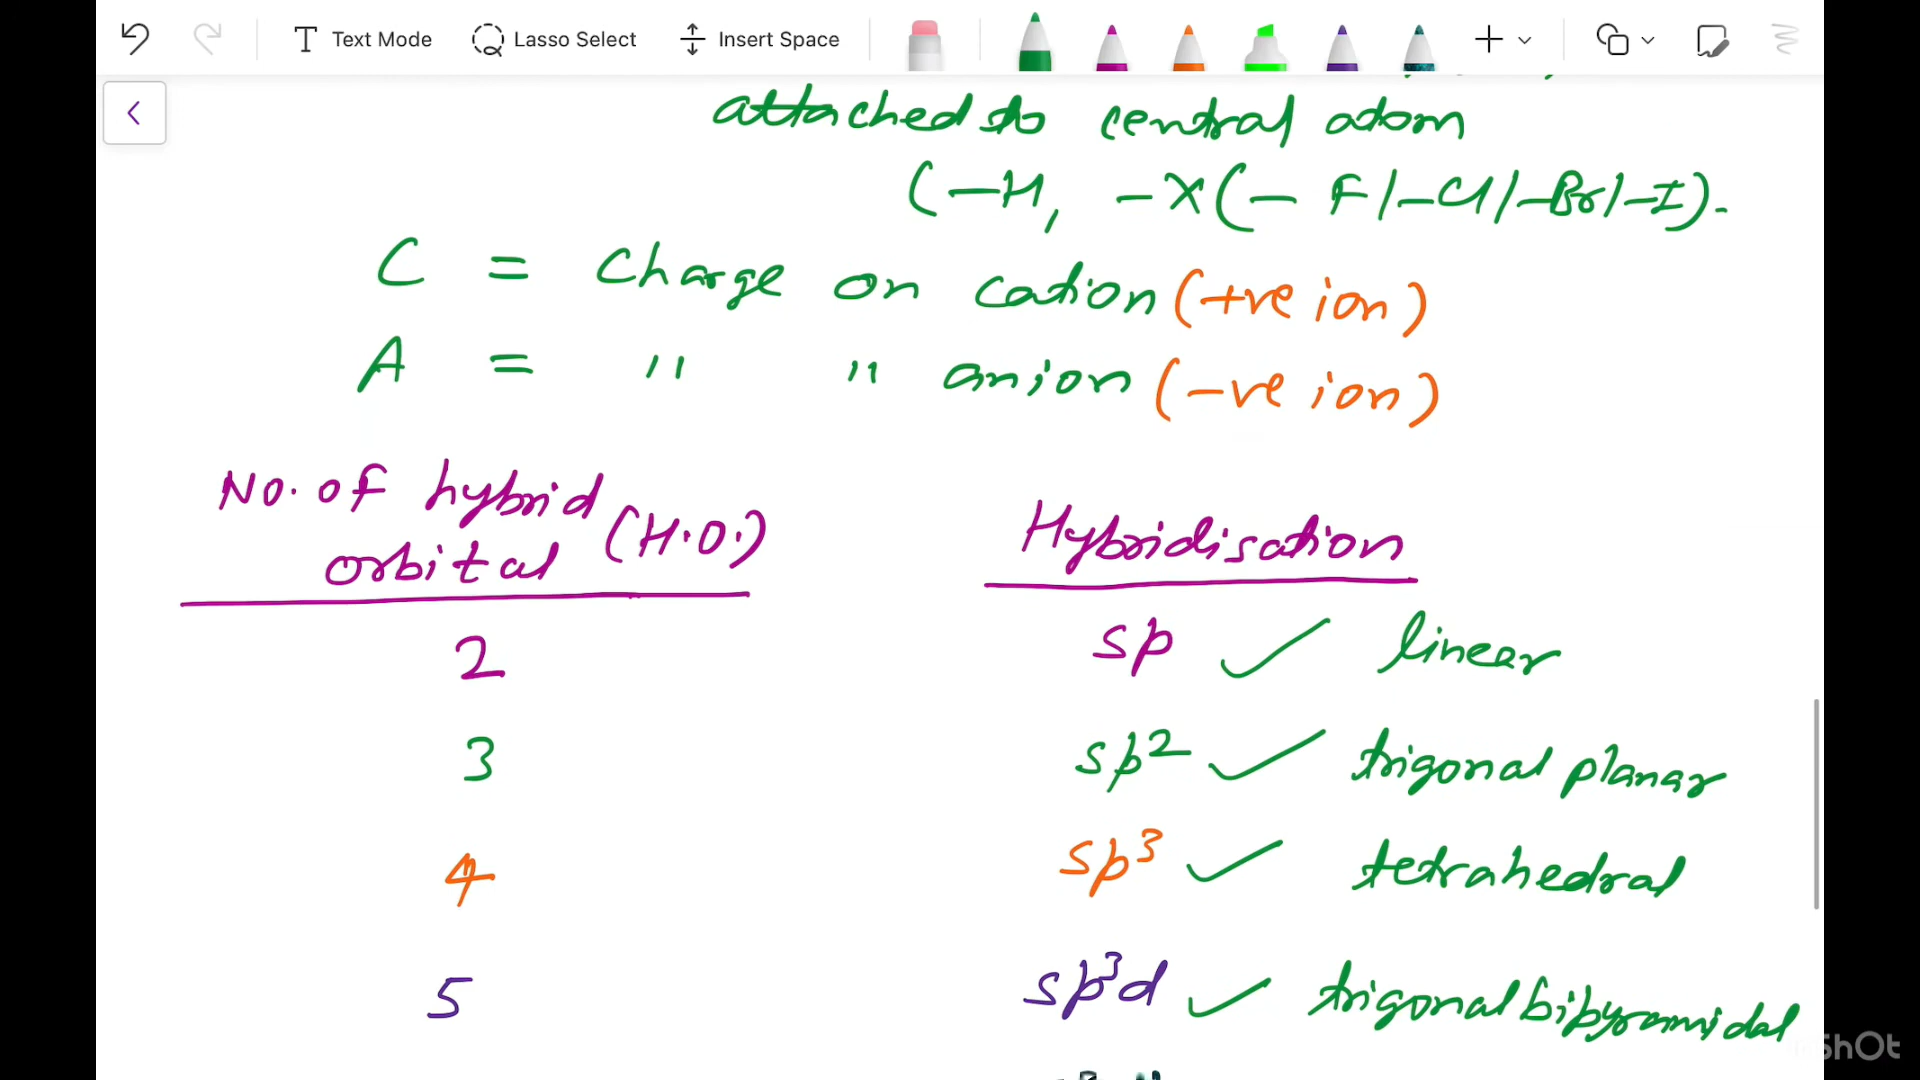 Text Mode Lasso Select Insert Space
attached to central atom
(-H, -X(- F/-Cl/-Br/-I).
C = Charge on cation (+ve ion)
A = " " anion (-ve ion)
No. of hybrid orbital (H.O.) Hybridisation
2 sp ✓ linear
3 sp² ✓ trigonal planar
4 sp³ ✓ tetrahedral
5 sp³d ✓ trigonal bipyramidal